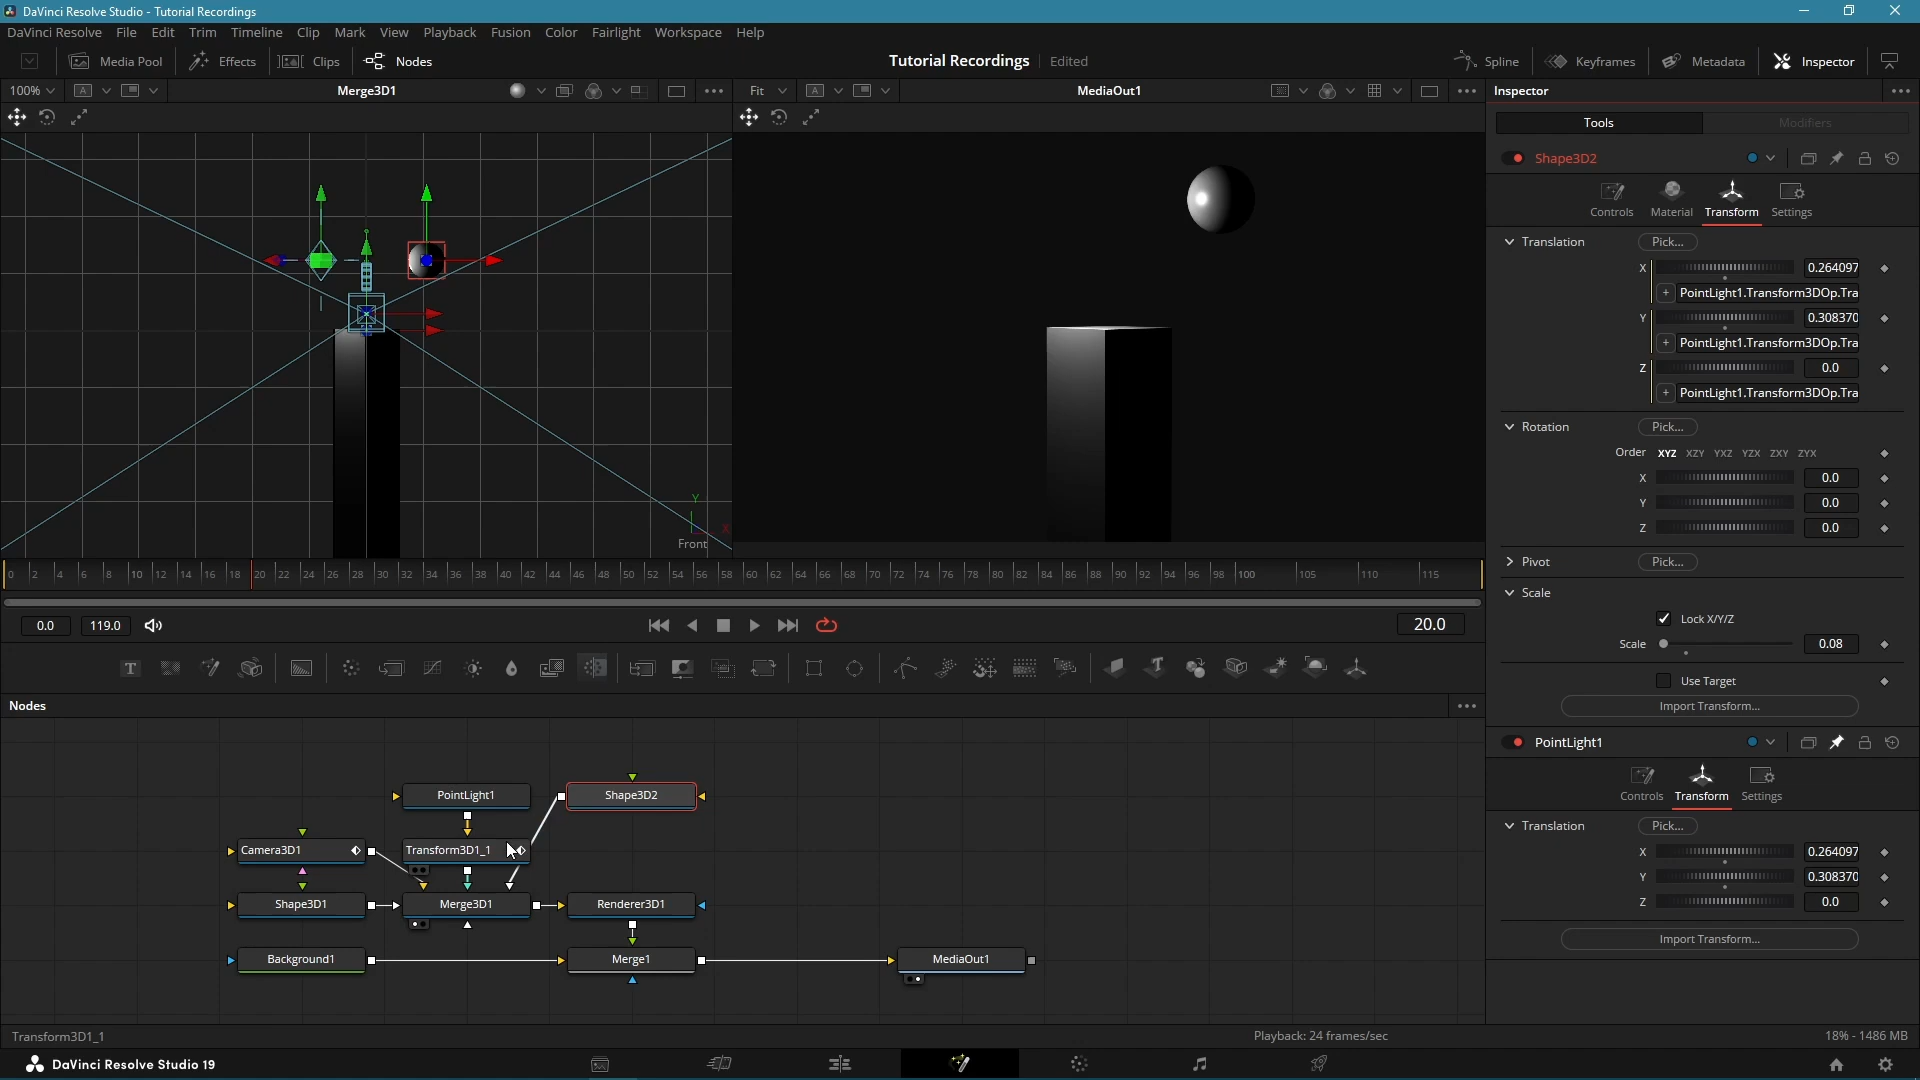 DaVinci Resolve Studio - Tutorial Recordings
DaVinci Resolve File Edit Trim Timeline Clip Mark View Playback Fusion Color Fairlight Workspace Help
Media Pool Effects Clips Nodes Tutorial Recordings Edited Spline Keyframes Metadata Inspector
100% A Merge3D1 Fit A MediaOut1 Inspector
Tools Modifiers
Shape3D2
Controls Material Transform Settings
Translation Pick...
X 0.264097
+ PointLight1.Transform3DOp.Tra
Y 0.308370
+ PointLight1.Transform3DOp.Tra
Z 0.0
+ PointLight1.Transform3DOp.Tra
Rotation Pick...
Order XYZ XZY YXZ YZX ZXY ZYX
X 0.0
Y 0.0
Z 0.0
Pivot Pick...
Scale
Lock X/Y/Z
Scale 0.08
Use Target
Import Transform...
PointLight1
Controls Transform Settings
Translation Pick...
X 0.264097
Y 0.308370
Z 0.0
Import Transform...
Y
X
Front
0 2 4 6 8 10 12 14 16 18 20 22 24 26 28 30 32 34 36 38 40 42 44 46 48 50 52 54 56 58 60 62 64 66 68 70 72 74 76 78 80 82 84 86 88 90 92 94 96 98 100 105 110 115
0.0 119.0 20.0
T T
Nodes
PointLight1 Shape3D2
Camera3D1 Transform3D1_1
Shape3D1 Merge3D1 Renderer3D1
Background1 Merge1 MediaOut1
Transform3D1_1 Playback: 24 frames/sec 18% - 1486 MB
DaVinci Resolve Studio 19